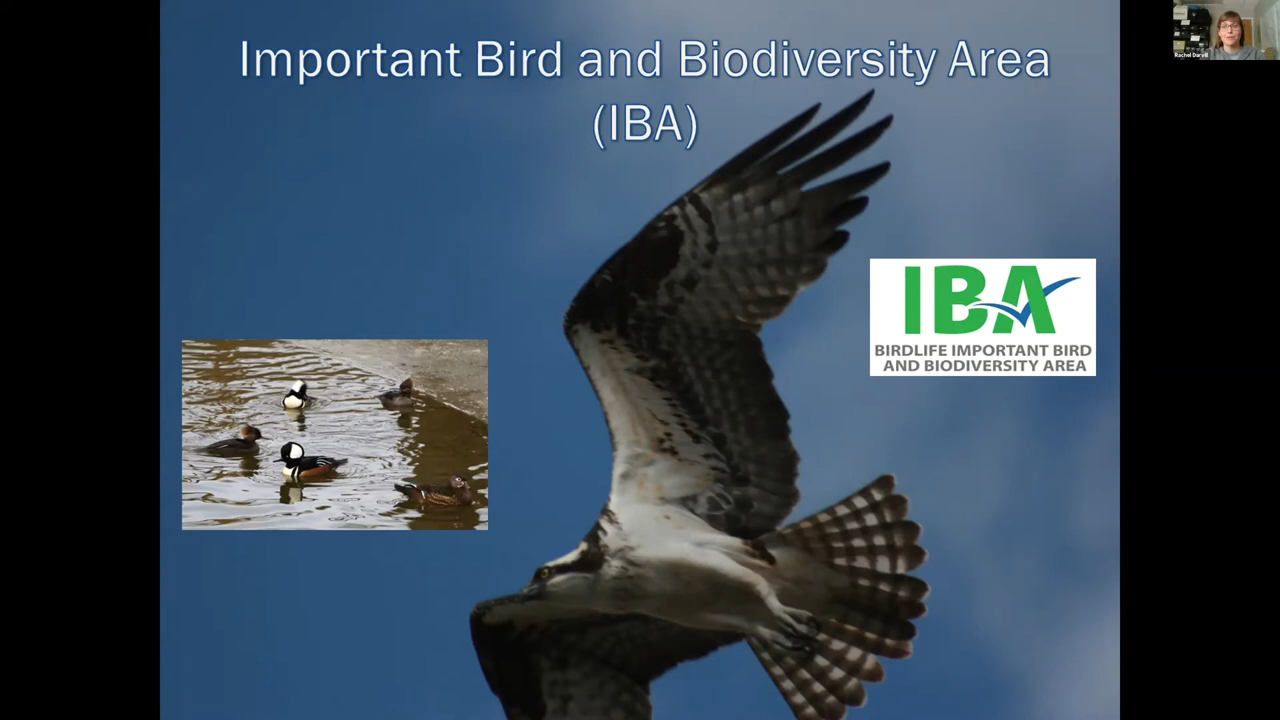 Important Bird and Biodiversity Area
(IBA)
IBA
BIRDLIFE IMPORTANT BIRD
AND BIODIVERSITY AREA